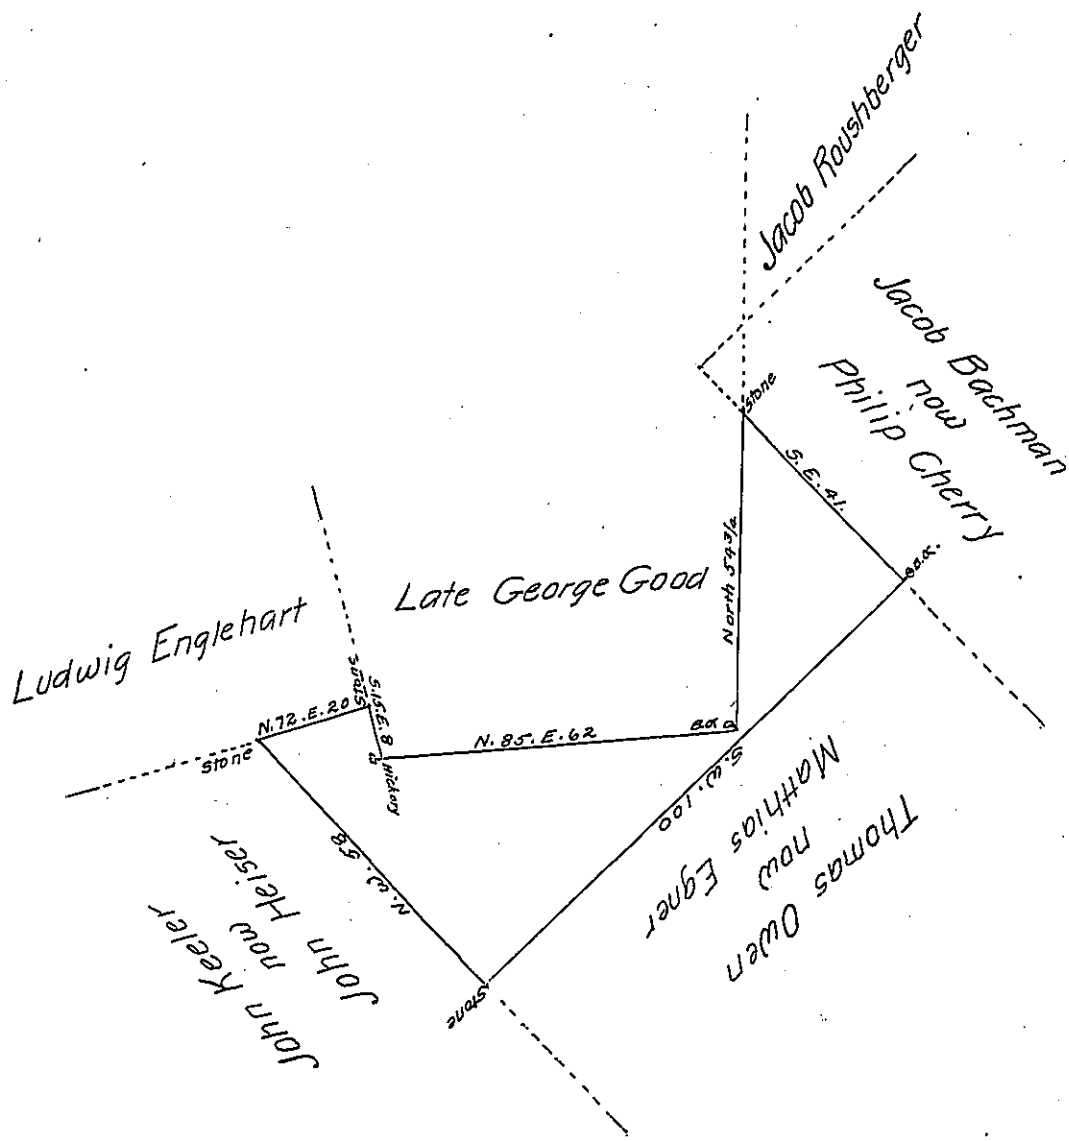 Jacob Roushberger
Jacob Bachman
now
Philip Cherry
stone
S. E. 41.
B.O.
North 54 3/4
Late George Good
Ludwig Englehart
Stone
S. 15. E. 8
N. 72. E. 20
stone
Hickory
N. 85. E. 62
B.O.
S. W. 100
Thomas Owen
now
Matthias Egner
N. W. 58
John Keeler
now
John Heiser
Stone